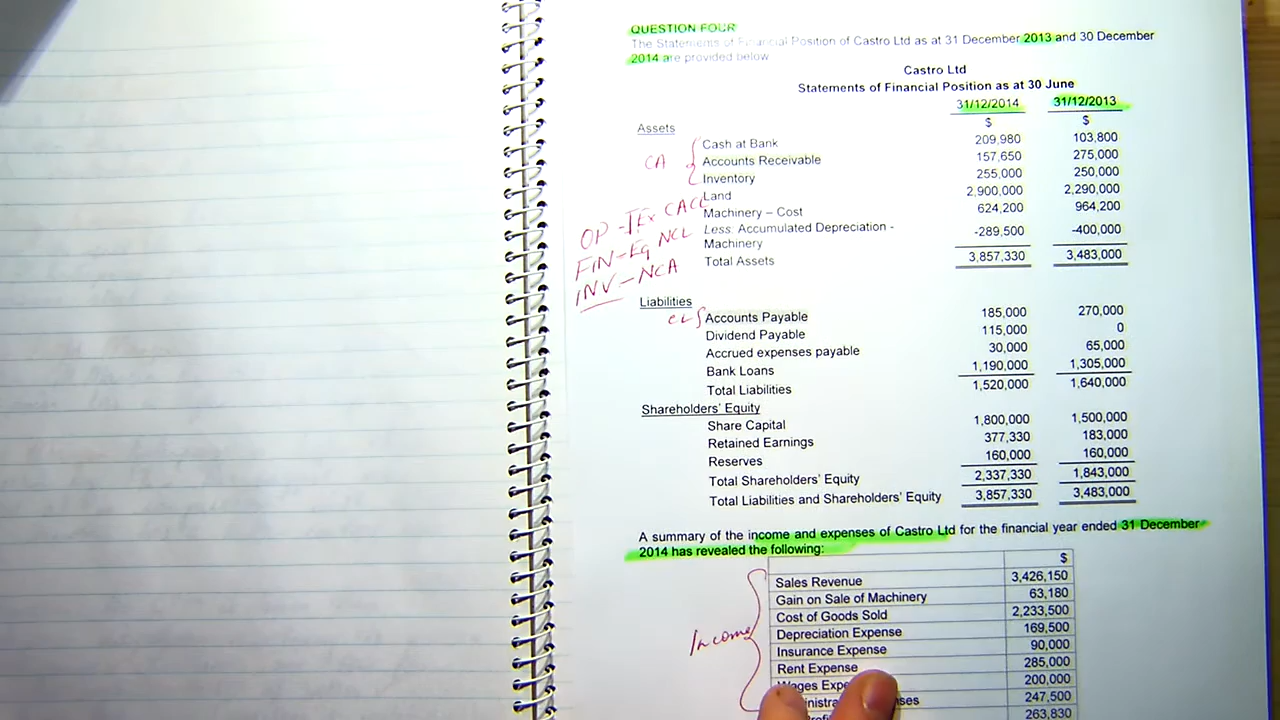 QUESTION FOUR
The Statements of Financial Position of Castro Ltd as at 31 December 2013 and 30 December
2014 are provided below
Castro Ltd
Statements of Financial Position as at 30 June
31/12/2014 31/12/2013
Assets $ $
CA
Cash at Bank 209,980 103,800
Accounts Receivable 157,650 275,000
Inventory 255,000 250,000
Land 2,900,000 2,290,000
Machinery – Cost 624,200 964,200
Less: Accumulated Depreciation - Machinery -289,500 -400,000
Total Assets 3,857,330 3,483,000
OP - IEx CACL
FIN - Eq NCL
INV - NCA
Liabilities
CL Accounts Payable 185,000 270,000
Dividend Payable 115,000 0
Accrued expenses payable 30,000 65,000
Bank Loans 1,190,000 1,305,000
Total Liabilities 1,520,000 1,640,000
Shareholders' Equity
Share Capital 1,800,000 1,500,000
Retained Earnings 377,330 183,000
Reserves 160,000 160,000
Total Shareholders' Equity 2,337,330 1,843,000
Total Liabilities and Shareholders' Equity 3,857,330 3,483,000
A summary of the income and expenses of Castro Ltd for the financial year ended 31 December
2014 has revealed the following:
$
Income
Sales Revenue 3,426,150
Gain on Sale of Machinery 63,180
Cost of Goods Sold 2,233,500
Depreciation Expense 169,500
Insurance Expense 90,000
Rent Expense 285,000
Wages 200,000
247,500
263,830